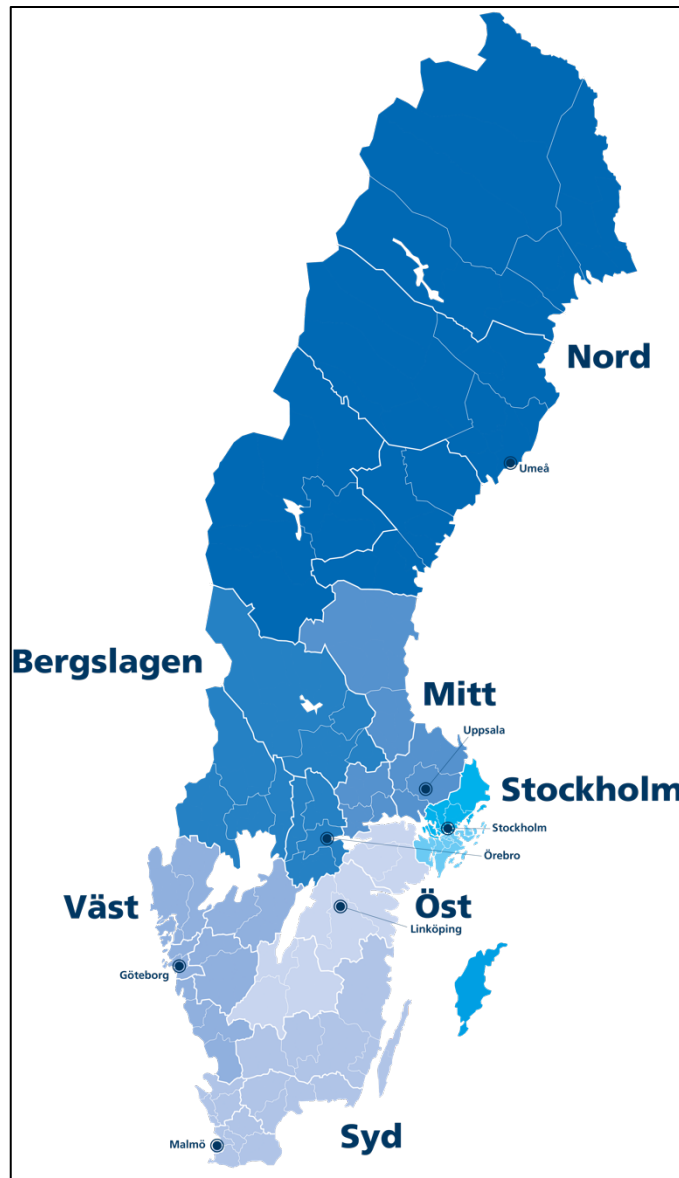 Nord
Umeå
Bergslagen
Mitt
Uppsala
Stockholm
Stockholm
Örebro
Väst
Öst
Linköping
Göteborg
Syd
Malmö